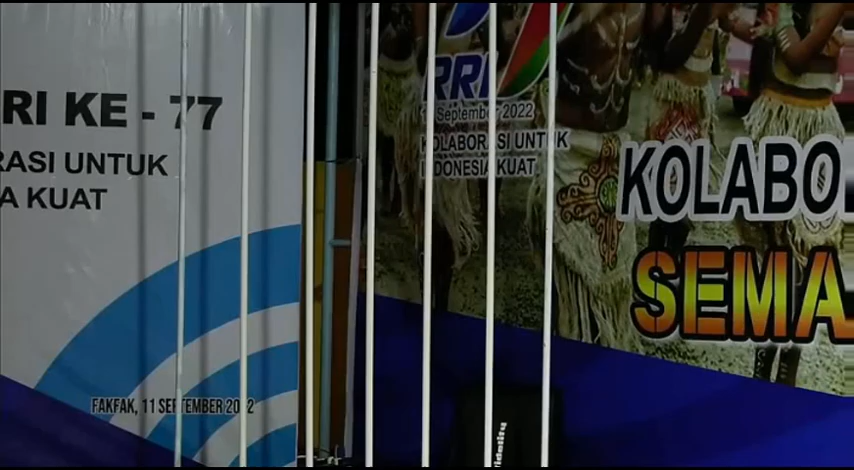 RI KE - 77
RASI UNTUK
A KUAT
FAKFAK, 11 SEPTEMBER 2022
RRI
September 2022
KOLABORASI UNTUK
INDONESIA KUAT
KOLABO
SEMA